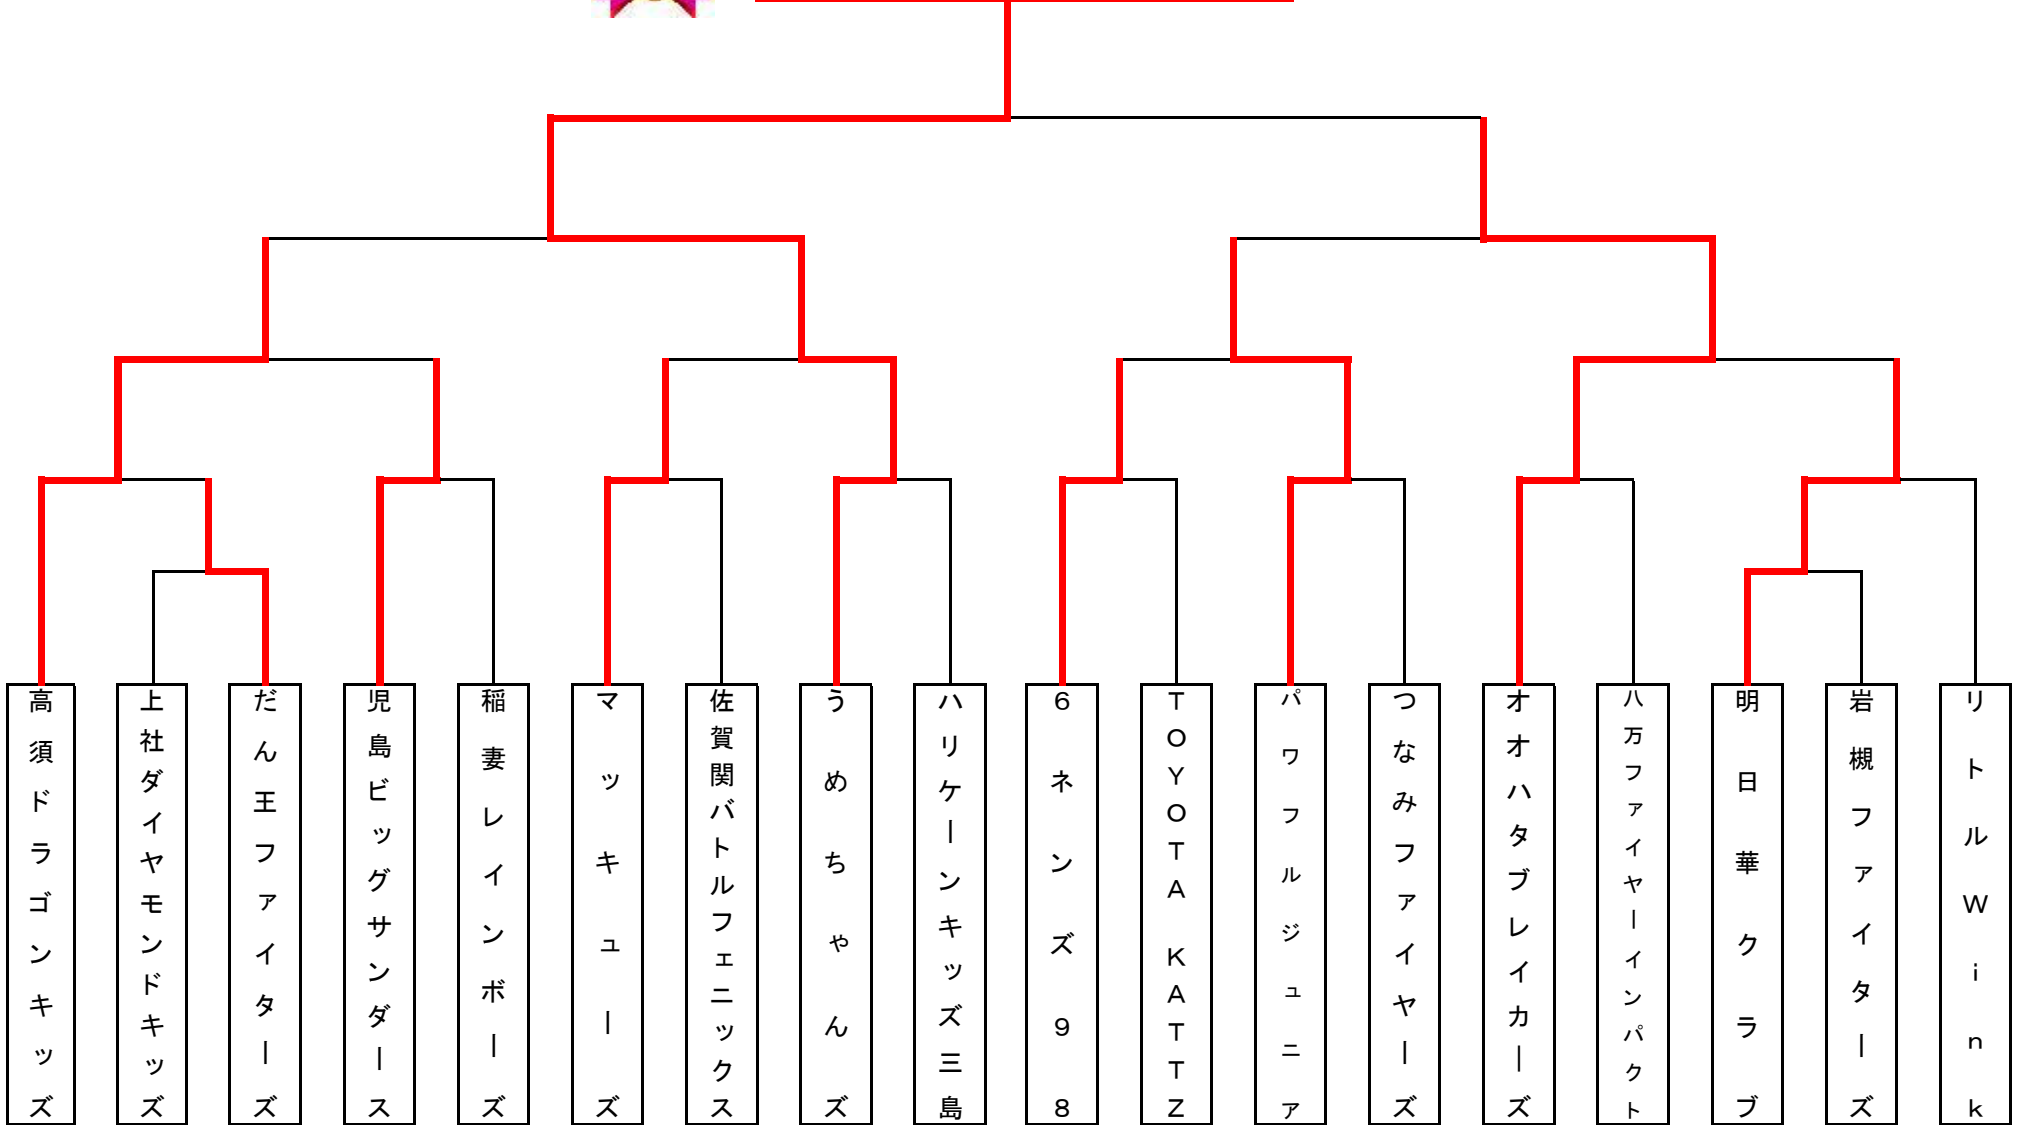 高須ドラゴンキッズ
上社ダイヤモンドキッズ
だん王ファイターズ
児島ビッグサンダース
稲妻レインボーズ
マッキューズ
佐賀関バトルフェニックス
うめちゃんズ
ハリケーンキッズ三島
6ネンズ98
TOYOTA KATTZ
パワフルジュニア
つなみファイヤーズ
オオハタブレイカーズ
八万ファイヤーインパクト
明日華クラブ
岩槻ファイターズ
リトルWink